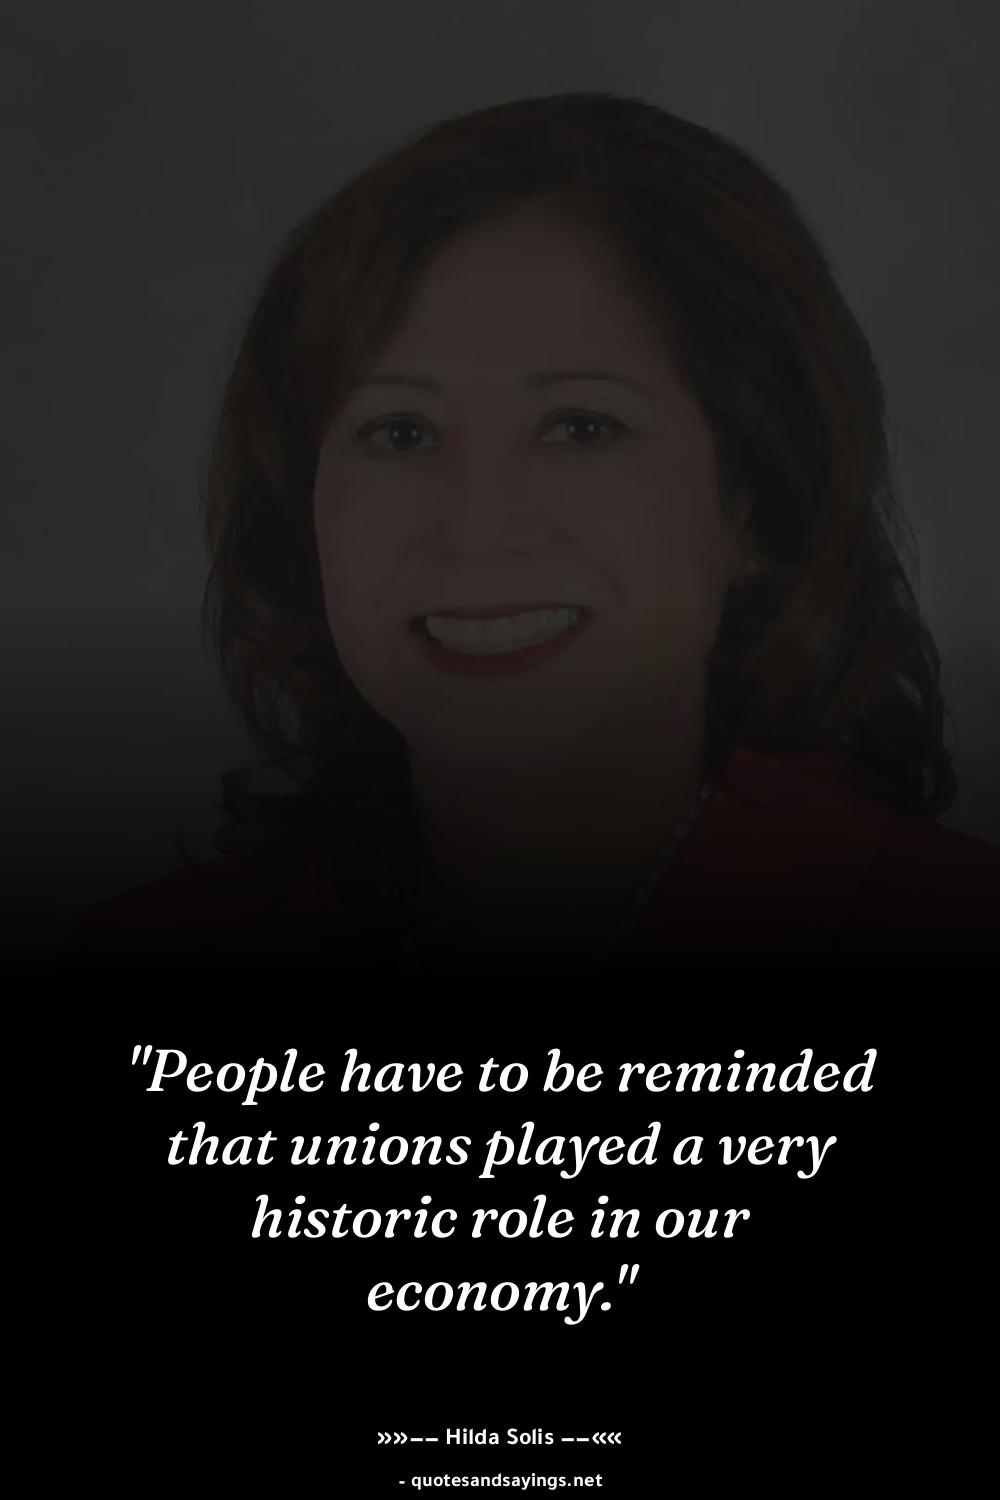 "People have to be reminded
that unions played a very
historic role in our
economy."
»»–– Hilda Solis ––««
- quotesandsayings.net